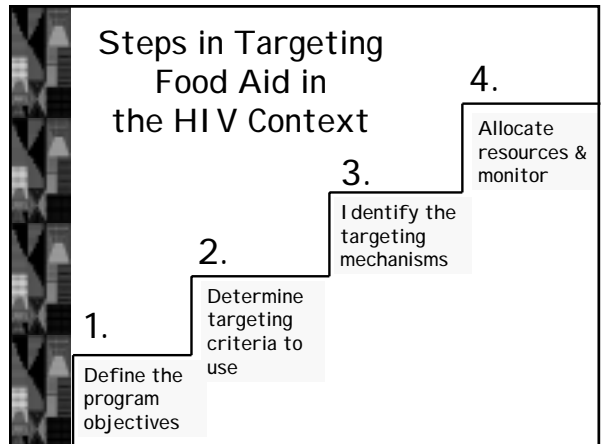 Steps in Targeting
Food Aid in
the HIV Context
1.
Define the
program
objectives
2.
Determine
targeting
criteria to
use
3.
Identify the
targeting
mechanisms
4.
Allocate
resources &
monitor